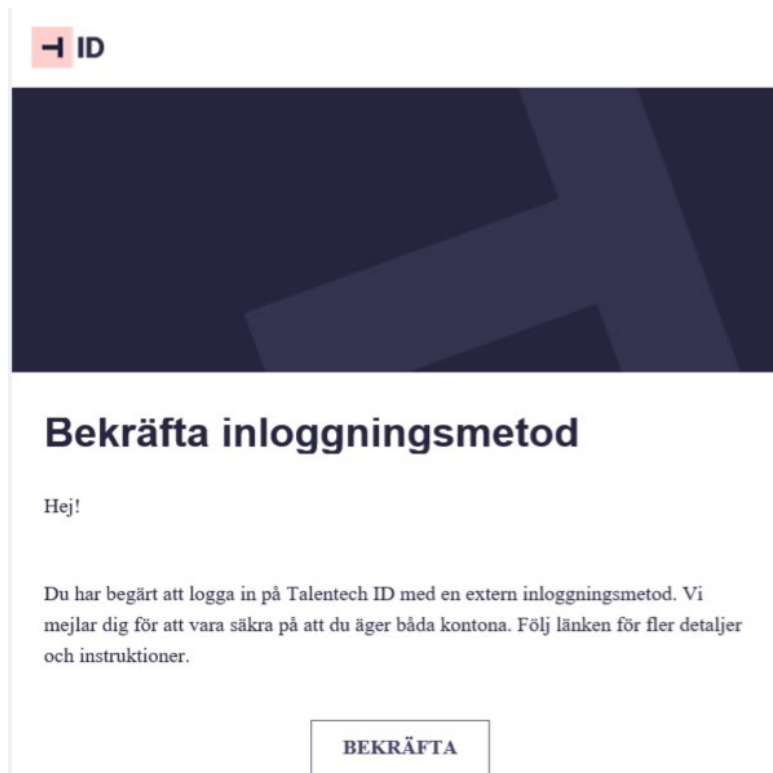 ID
Bekräfta inloggningsmetod
Hej!
Du har begärt att logga in på Talentech ID med en extern inloggningsmetod. Vi
mejlar dig för att vara säkra på att du äger båda kontona. Följ länken för fler detaljer
och instruktioner.
BEKRÄFTA